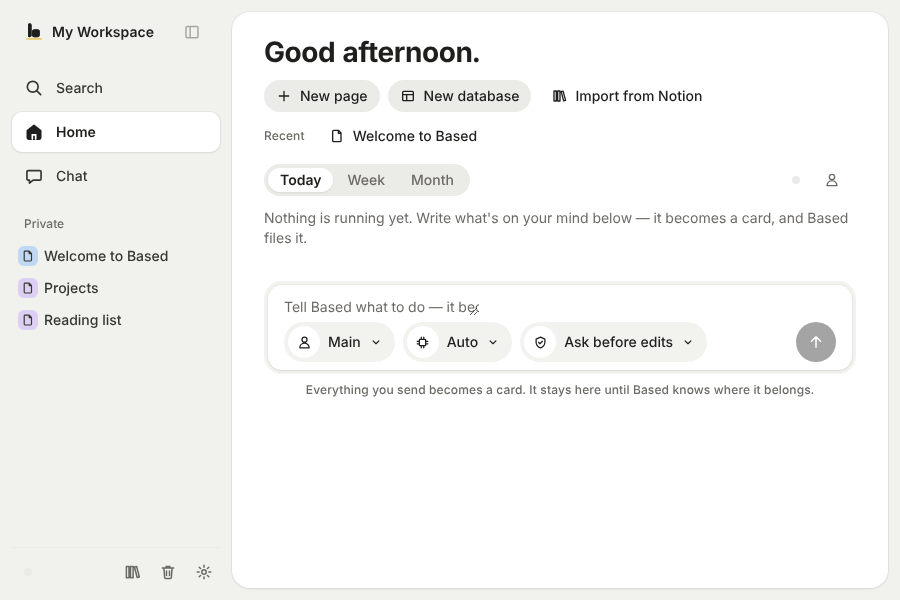 My Workspace
Search
Home
Chat
Private
Welcome to Based
Projects
Reading list
Good afternoon.
New page
New database
Import from Notion
Recent
Welcome to Based
Today
Week
Month
Nothing is running yet. Write what's on your mind below — it becomes a card, and Based
files it.
Tell Based what to do — it be
Main
Auto
Ask before edits
Everything you send becomes a card. It stays here until Based knows where it belongs.